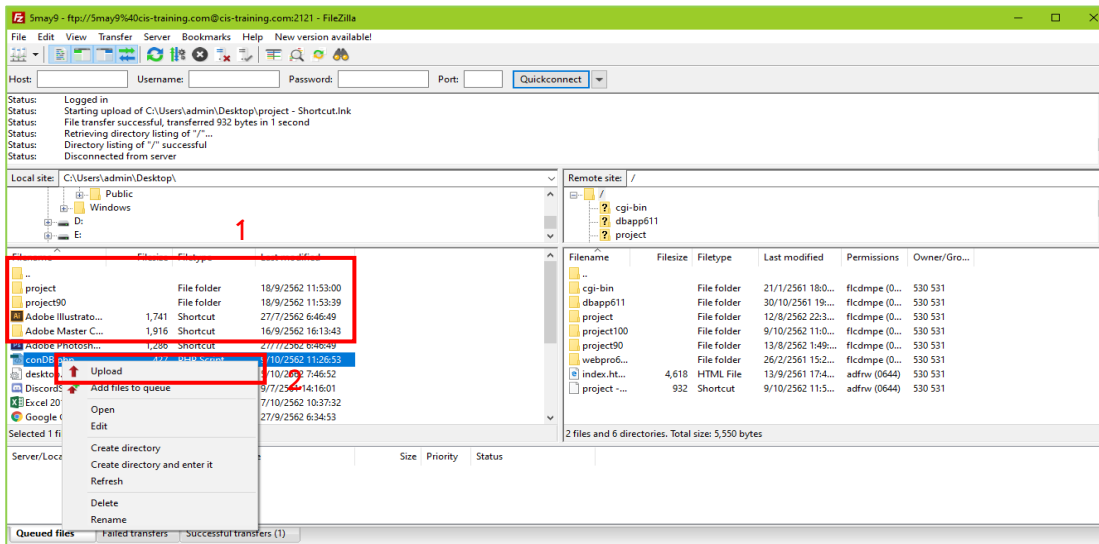 5may9 - ftp://5may9%40cis-training.com@cis-training.com:2121 - FileZilla
File Edit View Transfer Server Bookmarks Help New version available!
Host: Username: Password: Port: Quickconnect
Status: Logged in
Status: Starting upload of C:\Users\admin\Desktop\project - Shortcut.lnk
Status: File transfer successful, transferred 932 bytes in 1 second
Status: Retrieving directory listing of "/"...
Status: Directory listing of "/" successful
Status: Disconnected from server
Local site: C:\Users\admin\Desktop\
Public
Windows
D:
E:
1
Filename Filesize Filetype Last modified
..
project File folder 18/9/2562 11:53:00
project90 File folder 18/9/2562 11:53:39
Adobe Illustrato... 1,741 Shortcut 27/7/2562 6:46:49
Adobe Master C... 1,916 Shortcut 16/9/2562 16:13:43
Adobe Photosh... 1,286 Shortcut 27/7/2562 6:46:49
conDB.php 422 PHP Script /10/2562 11:26:53
desktop. /10/2562 7:46:52
Discord 9/7/2561 14:16:01
Excel 20 7/10/2562 10:37:32
Google 27/9/2562 6:34:53
Selected 1 fi
Upload
2
Add files to queue
Open
Edit
Create directory
Create directory and enter it
Refresh
Delete
Rename
Remote site: /
/
cgi-bin
dbapp611
project
Filename Filesize Filetype Last modified Permissions Owner/Gro...
..
cgi-bin File folder 21/1/2561 18:0... flcdmpe (0... 530 531
dbapp611 File folder 30/10/2561 19:... flcdmpe (0... 530 531
project File folder 12/8/2562 22:3... flcdmpe (0... 530 531
project100 File folder 9/10/2562 11:0... flcdmpe (0... 530 531
project90 File folder 13/8/2562 1:49:... flcdmpe (0... 530 531
webpro6... File folder 26/2/2561 15:2... flcdmpe (0... 530 531
index.ht... 4,618 HTML File 13/9/2561 17:4... adfrw (0644) 530 531
project -... 932 Shortcut 9/10/2562 11:5... adfrw (0644) 530 531
2 files and 6 directories. Total size: 5,550 bytes
Server/Loca Size Priority Status
Queued files Failed transfers Successful transfers (1)